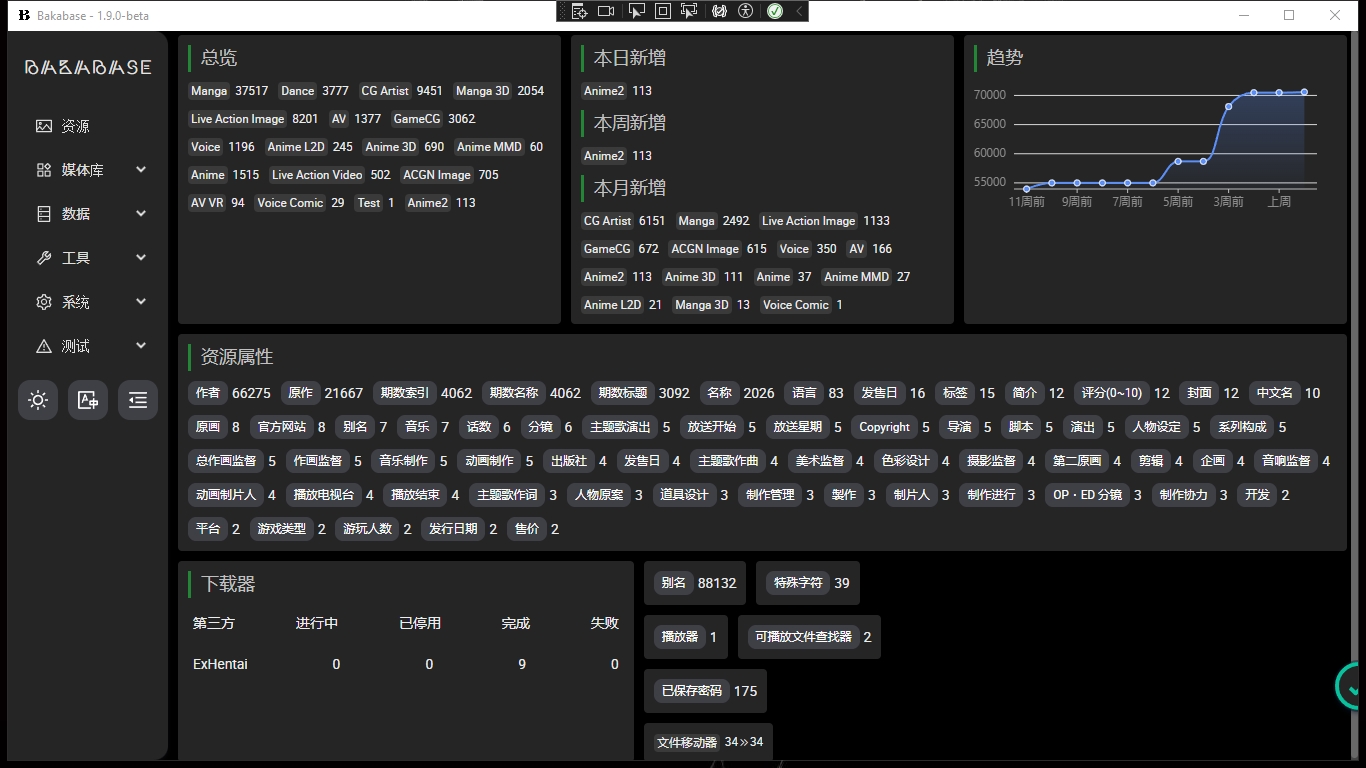 Bakabase - 1.9.0-beta
BAKABASE
资源
媒体库
数据
工具
系统
测试
总览
Manga 37517 Dance 3777 CG Artist 9451 Manga 3D 2054
Live Action Image 8201 AV 1377 GameCG 3062
Voice 1196 Anime L2D 245 Anime 3D 690 Anime MMD 60
Anime 1515 Live Action Video 502 ACGN Image 705
AV VR 94 Voice Comic 29 Test 1 Anime2 113
本日新增
Anime2 113
本周新增
Anime2 113
本月新增
CG Artist 6151 Manga 2492 Live Action Image 1133
GameCG 672 ACGN Image 615 Voice 350 AV 166
Anime2 113 Anime 3D 111 Anime 37 Anime MMD 27
Anime L2D 21 Manga 3D 13 Voice Comic 1
趋势
70000
65000
60000
55000
11周前 9周前 7周前 5周前 3周前 上周
资源属性
作者 66275 原作 21667 期数索引 4062 期数名称 4062 期数标题 3092 名称 2026 语言 83 发售日 16 标签 15 简介 12 评分(0~10) 12 封面 12 中文名 10
原画 8 官方网站 8 别名 7 音乐 7 话数 6 分镜 6 主题歌演出 5 放送开始 5 放送星期 5 Copyright 5 导演 5 脚本 5 演出 5 人物设定 5 系列构成 5
总作画监督 5 作画监督 5 音乐制作 5 动画制作 5 出版社 4 发售日 4 主题歌作曲 4 美术监督 4 色彩设计 4 摄影监督 4 第二原画 4 剪辑 4 企画 4 音响监督 4
动画制片人 4 播放电视台 4 播放结束 4 主题歌作词 3 人物原案 3 道具设计 3 制作管理 3 製作 3 制片人 3 制作进行 3 OP・ED 分镜 3 制作协力 3 开发 2
平台 2 游戏类型 2 游玩人数 2 发行日期 2 售价 2
下载器
第三方 进行中 已停用 完成 失败
ExHentai 0 0 9 0
别名 88132 特殊字符 39
播放器 1 可播放文件查找器 2
已保存密码 175
文件移动器 34»34